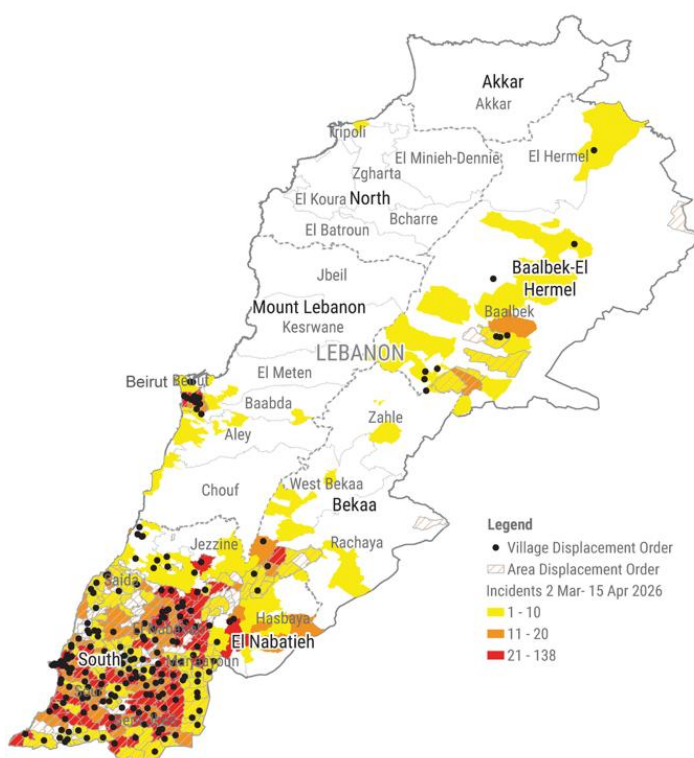 Akkar
Akkar
Tripoli
El Minieh-Dennie
El Hermel
Zgharta
El Koura
North
Bcharre
El Batroun
Baalbek-El
Hermel
Jbeil
Baalbek
Mount Lebanon
Kesrwane
LEBANON
Beirut
Beirut
El Meten
Baabda
Zahle
Aley
West Bekaa
Chouf
Bekaa
Jezzine
Rachaya
Saida
Hasbaya
El Nabatieh
South
Legend
Village Displacement Order
Area Displacement Order
Incidents 2 Mar- 15 Apr 2026
1 - 10
11 - 20
21 - 138